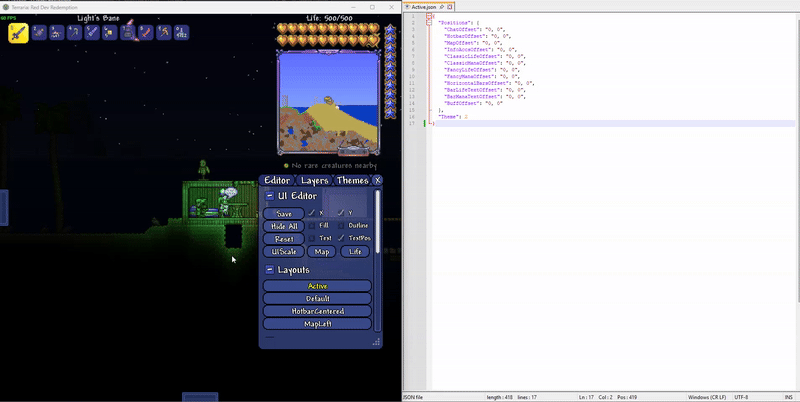 Terraria: Red Dev Redemption
60 FPS
Light's Bane
Life: 500/500
No rare creatures nearby
Editor Layers Themes X
UI Editor
Save X Y
Hide All Fill Outline
Reset Text TextPos
UIScale Map Life
Layouts
Active
Default
HotbarCentered
MapLeft
Active.json
1
2 "Positions": {
3 "ChatOffset": "0, 0",
4 "HotbarOffset": "0, 0",
5 "MapOffset": "0, 0",
6 "InfoAccsOffset": "0, 0",
7 "ClassicLifeOffset": "0, 0",
8 "ClassicManaOffset": "0, 0",
9 "FancyLifeOffset": "0, 0",
10 "FancyManaOffset": "0, 0",
11 "HorizontalBarsOffset": "0, 0",
12 "BarLifeTextOffset": "0, 0",
13 "BarManaTextOffset": "0, 0",
14 "BuffOffset": "0, 0"
15 },
16 "Theme": 2
17 }
JSON file length : 418 lines : 17 Ln : 17 Col : 2 Pos : 419 Windows (CR LF) UTF-8 INS